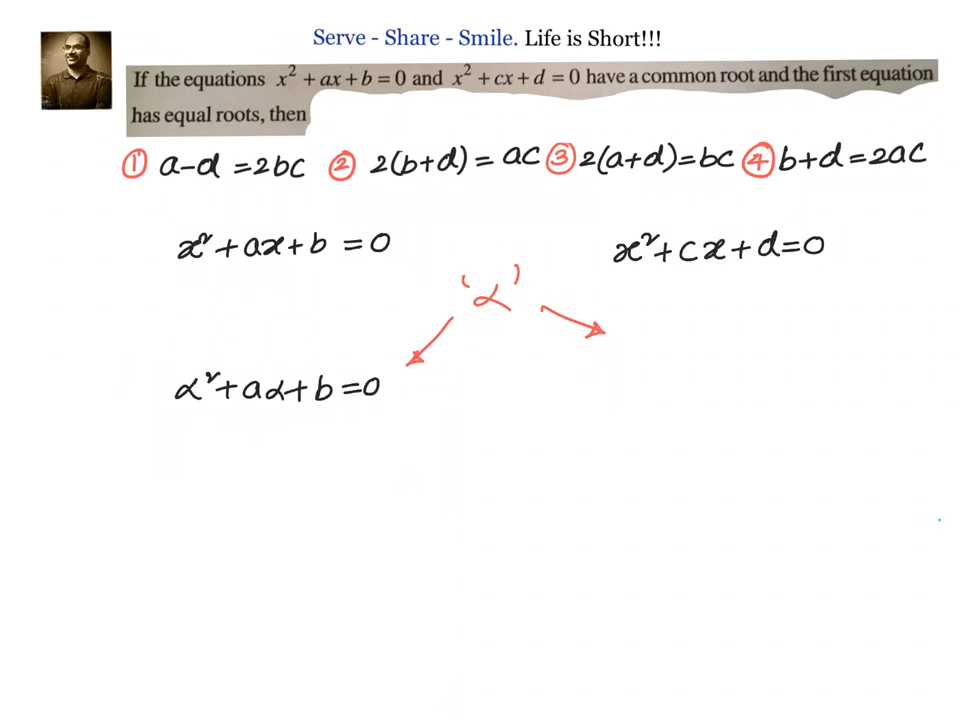 Serve - Share - Smile. Life is Short!!!
If the equations x² + ax + b = 0 and x² + cx + d = 0 have a common root and the first equation
has equal roots, then
① a-d = 2bc ② 2(b+d) = ac ③ 2(a+d) = bc ④ b+d = 2ac
x² + ax + b = 0 x² + cx + d = 0
'α'
α² + aα + b = 0